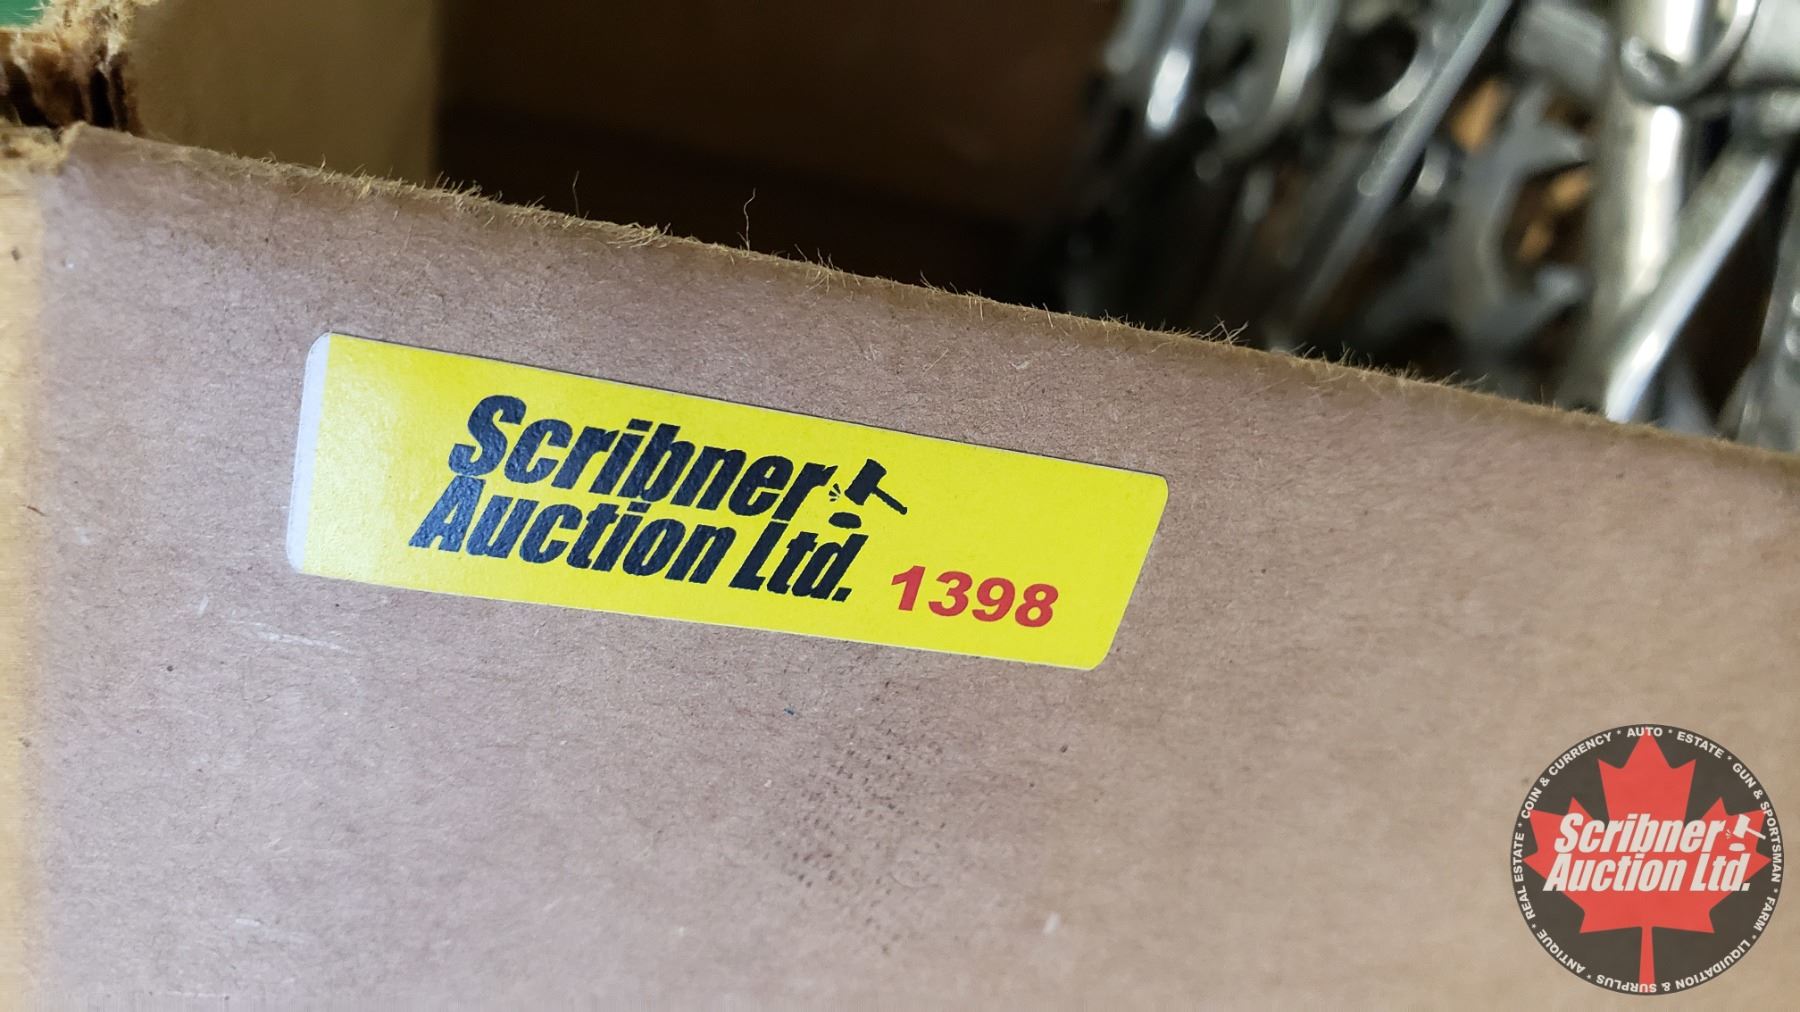 Scribner
Auction Ltd.
1398
COIN & CURRENCY * AUTO * ESTATE * GUN & SPORTSMAN * FARM * LIQUIDATION & SURPLUS * ANTIQUE * REAL ESTATE *
Scribner
Auction Ltd.